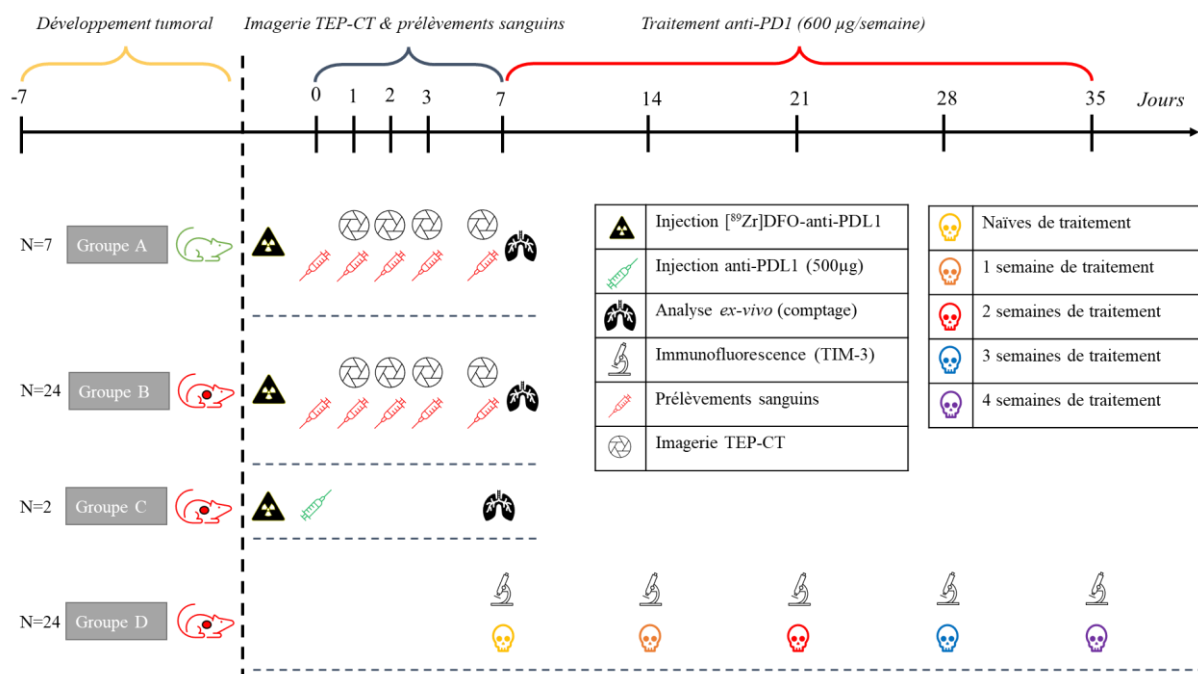 Développement tumoral
Imagerie TEP-CT & prélèvements sanguins
Traitement anti-PD1 (600 µg/semaine)
-7
0
1
2
3
7
14
21
28
35
Jours
N=7
Groupe A
N=24
Groupe B
N=2
Groupe C
N=24
Groupe D
Injection [⁸⁹Zr]DFO-anti-PDL1
Injection anti-PDL1 (500µg)
Analyse ex-vivo (comptage)
Immunofluorescence (TIM-3)
Prélèvements sanguins
Imagerie TEP-CT
Naïves de traitement
1 semaine de traitement
2 semaines de traitement
3 semaines de traitement
4 semaines de traitement